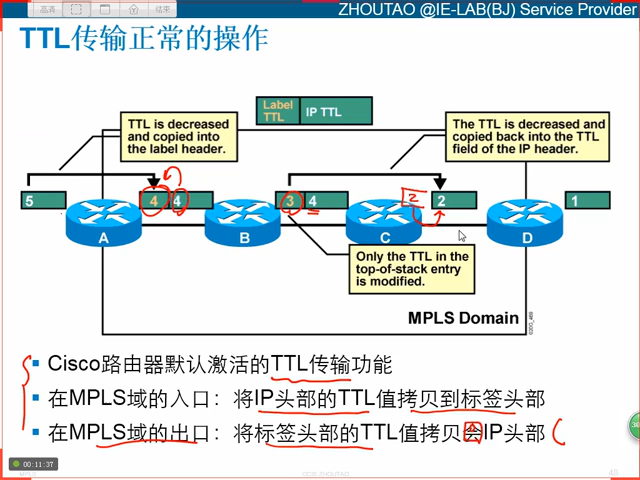 高清
结束
ZHOUTAO @IE-LAB(BJ) Service Provider
TTL传输正常的操作
Label TTL
IP TTL
TTL is decreased
and copied into
the label header.
The TTL is decreased and
copied back into the TTL
field of the IP header.
5
4 4
3 4
2 2
1
A
B
C
D
Only the TTL in the
top-of-stack entry
is modified.
MPLS Domain
Cisco路由器默认激活的TTL传输功能
在MPLS域的入口：将IP头部的TTL值拷贝到标签头部
在MPLS域的出口：将标签头部的TTL值拷贝会IP头部
00:11:37
48